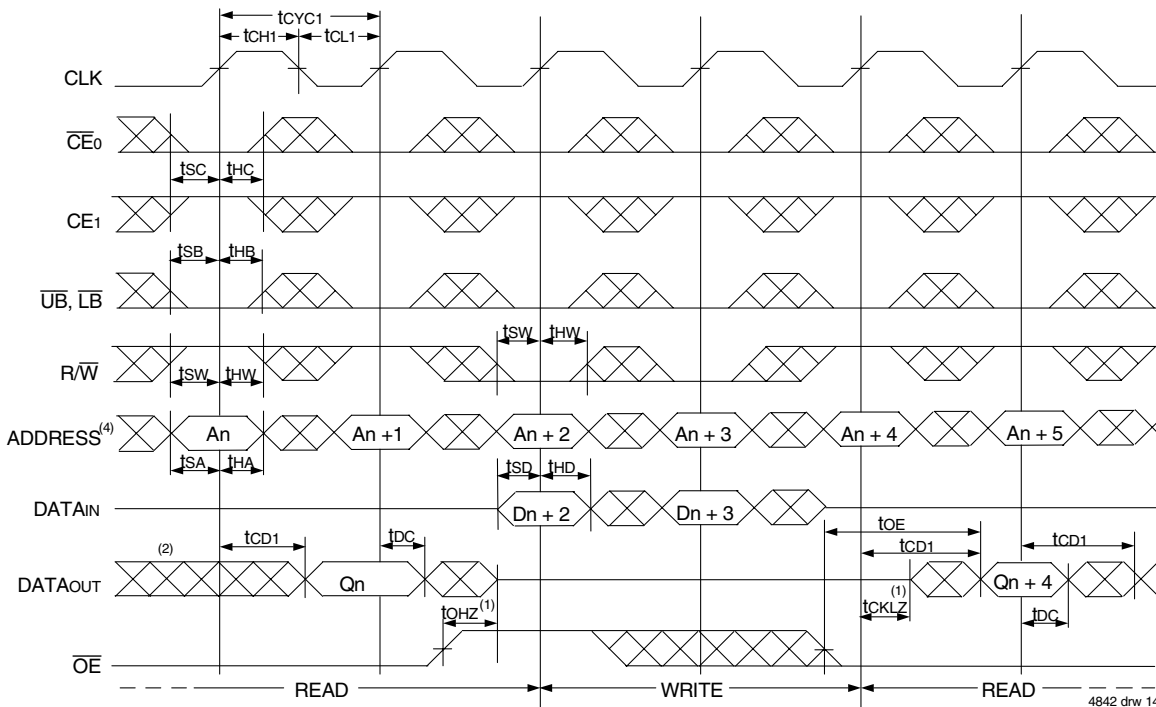 tCYC1
tCH1 tCL1
CLK
CE0
tSC tHC
CE1
tSB tHB
UB, LB
tSW tHW
R/W
tSW tHW
ADDRESS(4) An An +1 An + 2 An + 3 An + 4 An + 5
tSA tHA tSD tHD
DATAIN Dn + 2 Dn + 3
tOE
(2) tCD1 tDC tCD1 tCD1
DATAOUT Qn Qn + 4
tOHZ(1) tCKLZ(1) tDC
OE
READ WRITE READ
4842 drw 14